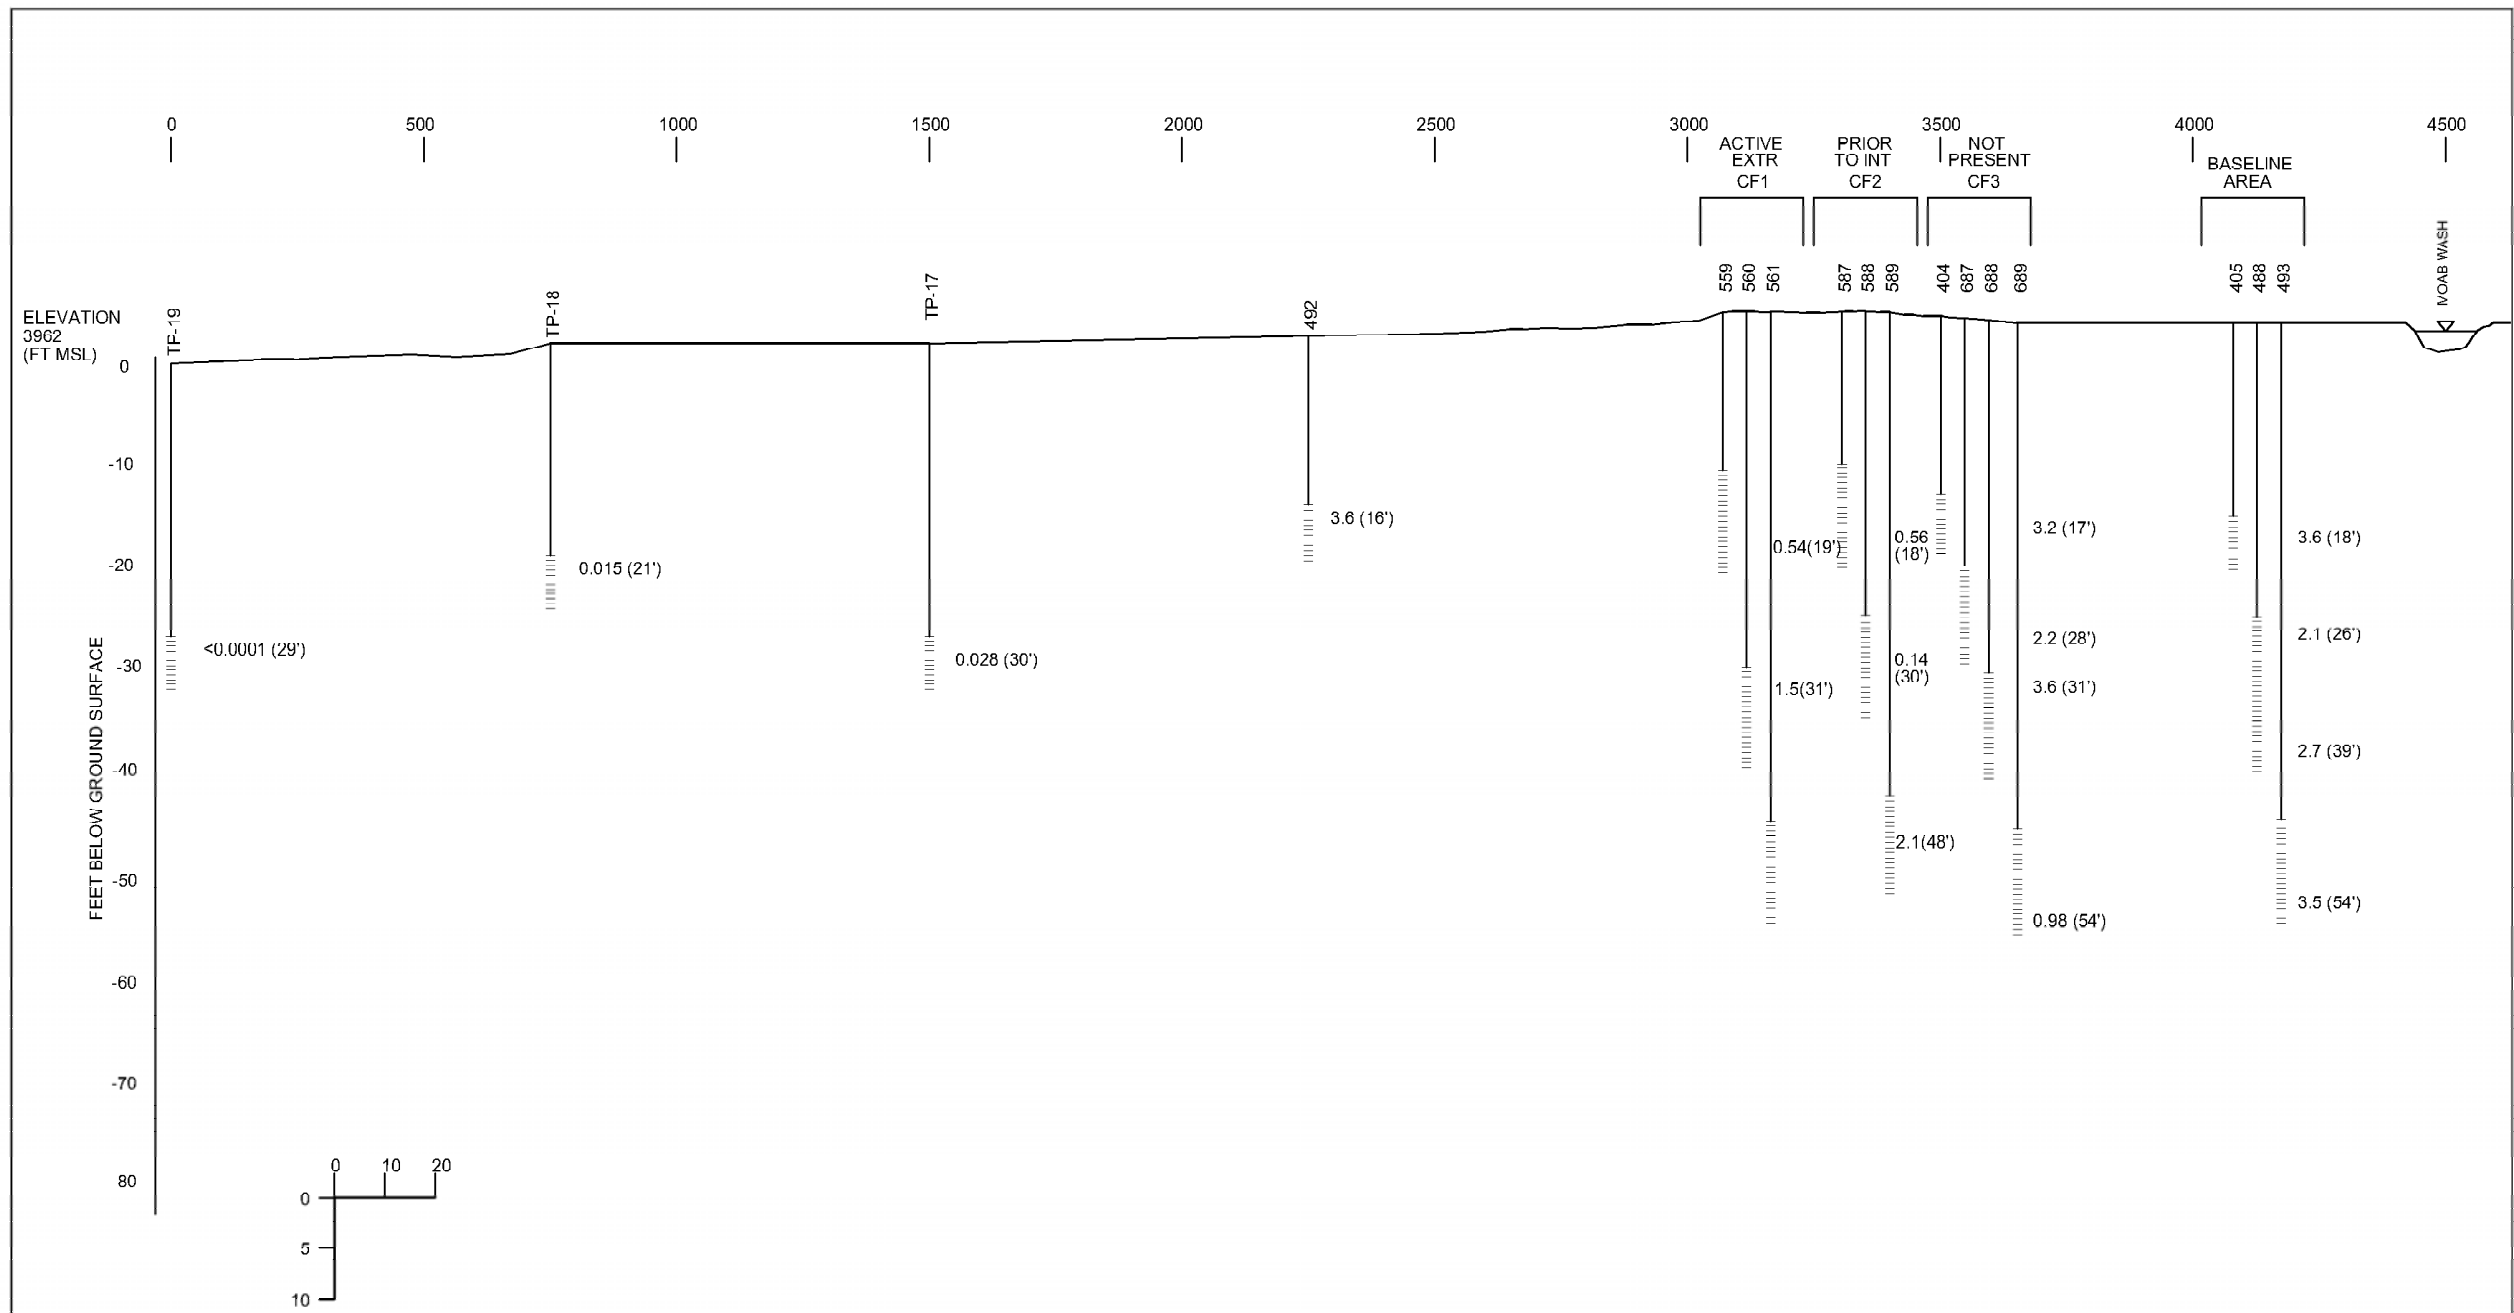 0 500 1000 1500 2000 2500 3000 3500 4000 4500
ACTIVE
EXTR
CF1
PRIOR
TO INT
CF2
NOT
PRESENT
CF3
BASELINE
AREA
MOAB WASH
TP-19
TP-18
TP-17
492
559
560
561
587
588
589
404
687
688
689
405
488
493
ELEVATION
3962
(FT MSL)
0
-10
-20
-30
-40
-50
-60
-70
80
FEET BELOW GROUND SURFACE
<0.0001 (29')
0.015 (21')
0.028 (30')
3.6 (16')
0.54(19')
1.5(31')
0.56
(18')
0.14
(30')
2.1(48')
3.2 (17')
2.2 (28')
3.6 (31')
0.98 (54')
3.6 (18')
2.1 (26')
2.7 (39')
3.5 (54')
0 10 20
0
5
10